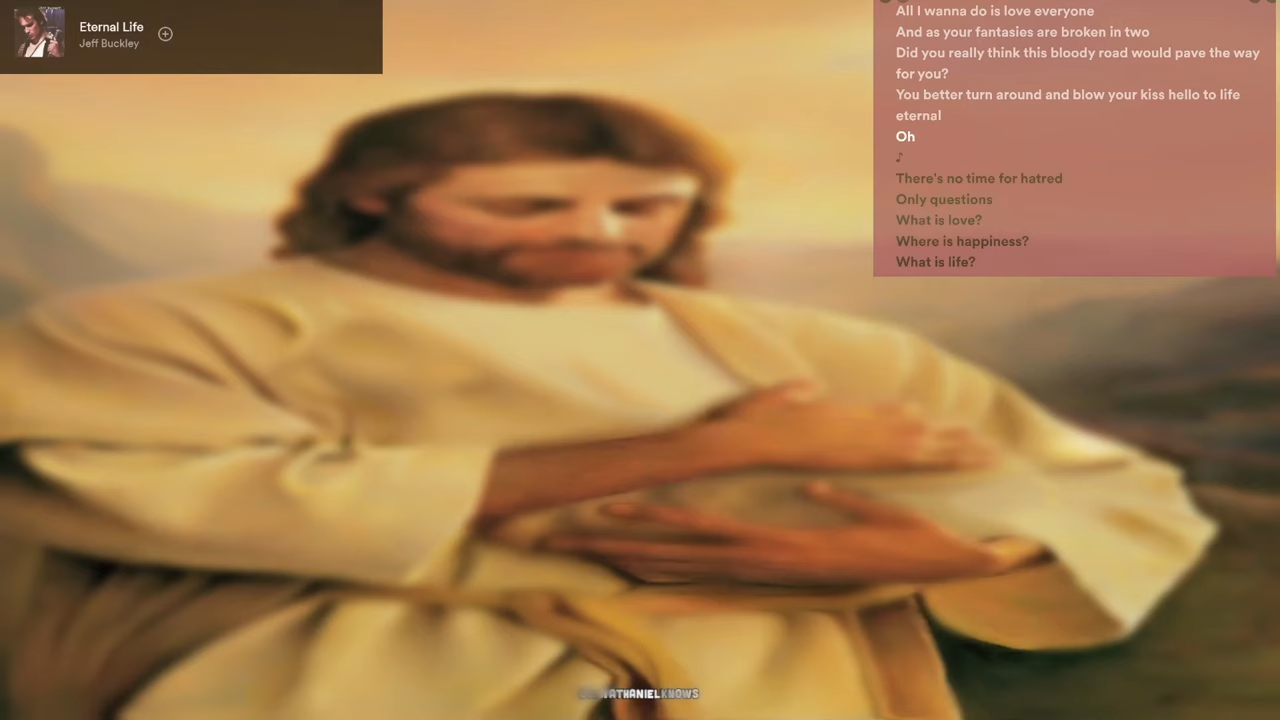 Eternal Life
Jeff Buckley
All I wanna do is love everyone
And as your fantasies are broken in two
Did you really think this bloody road would pave the way
for you?
You better turn around and blow your kiss hello to life
eternal
Oh
♪
There's no time for hatred
Only questions
What is love?
Where is happiness?
What is life?
NATHANIELKNOWS